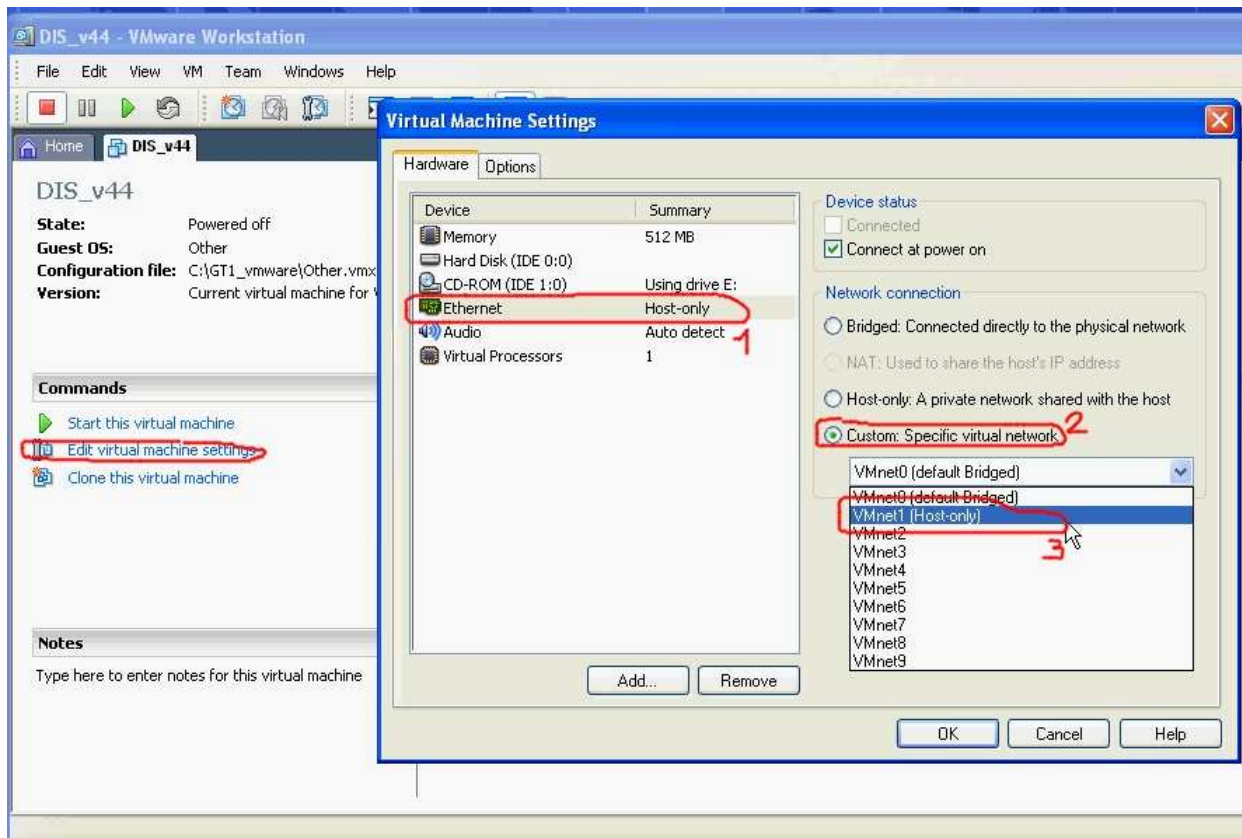 DIS_v44 - VMware Workstation
File Edit View VM Team Windows Help
Home DIS_v44
DIS_v44
State: Powered off
Guest OS: Other
Configuration file: C:\GT1_vmware\Other.vmx
Version: Current virtual machine for
Commands
Start this virtual machine
Edit virtual machine settings
Clone this virtual machine
Notes
Type here to enter notes for this virtual machine
Virtual Machine Settings
Hardware Options
Device Summary
Memory 512 MB
Hard Disk (IDE 0:0)
CD-ROM (IDE 1:0) Using drive E:
Ethernet Host-only
1
Audio Auto detect
Virtual Processors 1
Add... Remove
Device status
Connected
Connect at power on
Network connection
Bridged: Connected directly to the physical network
NAT: Used to share the host's IP address
Host-only: A private network shared with the host
Custom: Specific virtual network 2
VMnet0 (default Bridged)
VMnet0 (default Bridged)
VMnet1 (Host-only)
3
VMnet2
VMnet3
VMnet4
VMnet5
VMnet6
VMnet7
VMnet8
VMnet9
OK Cancel Help